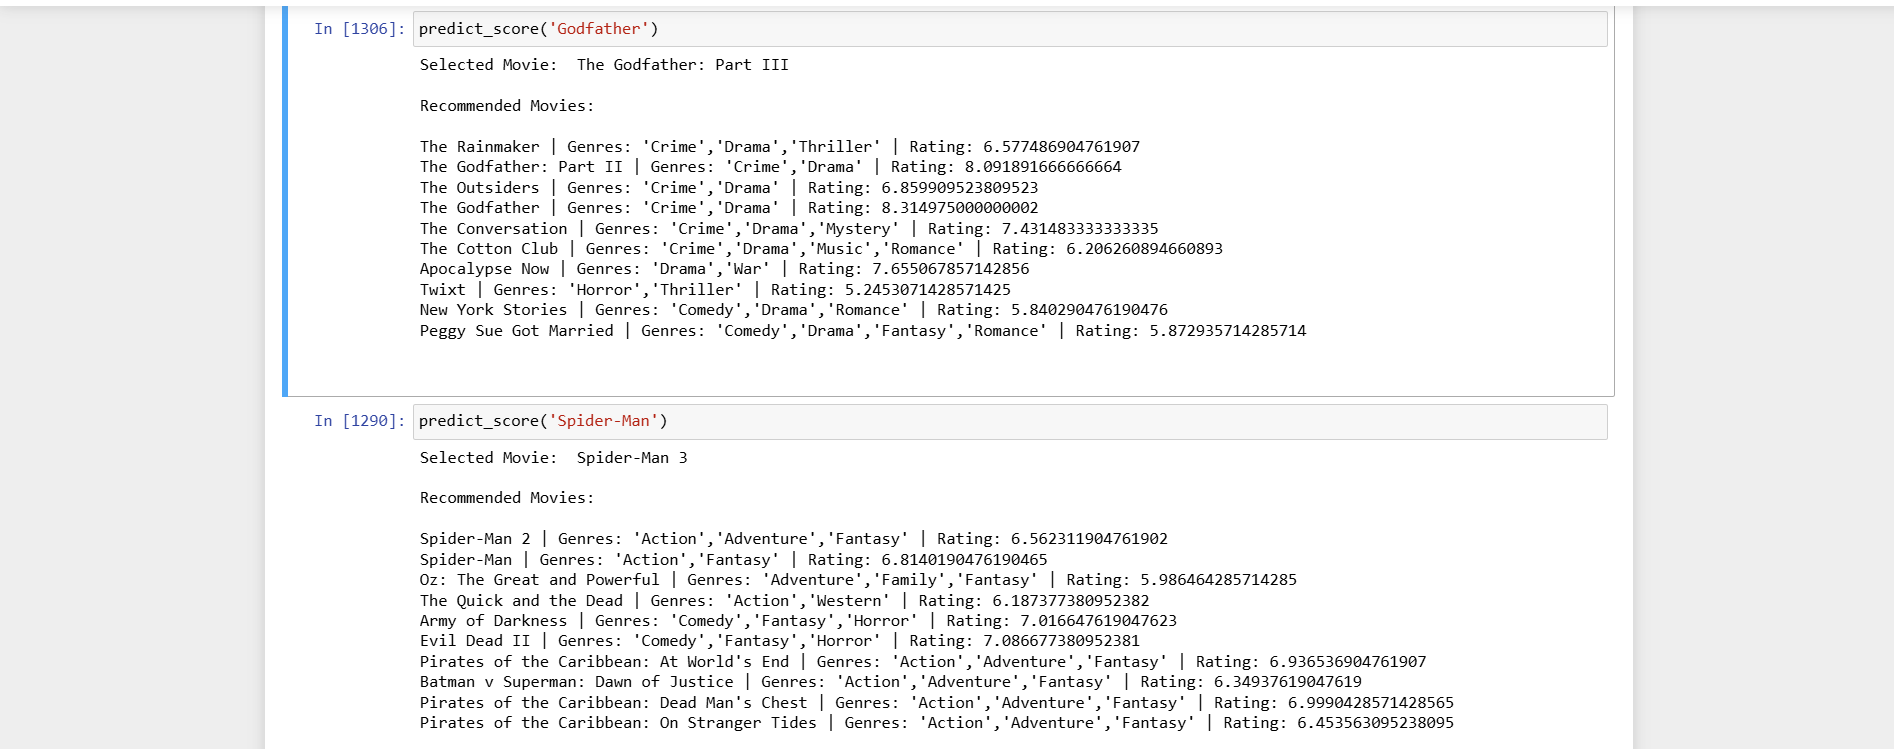 In [1306]: predict_score('Godfather')
Selected Movie:  The Godfather: Part III
Recommended Movies:
The Rainmaker | Genres: 'Crime','Drama','Thriller' | Rating: 6.577486904761907
The Godfather: Part II | Genres: 'Crime','Drama' | Rating: 8.091891666666664
The Outsiders | Genres: 'Crime','Drama' | Rating: 6.859909523809523
The Godfather | Genres: 'Crime','Drama' | Rating: 8.314975000000002
The Conversation | Genres: 'Crime','Drama','Mystery' | Rating: 7.431483333333335
The Cotton Club | Genres: 'Crime','Drama','Music','Romance' | Rating: 6.206260894660893
Apocalypse Now | Genres: 'Drama','War' | Rating: 7.655067857142856
Twixt | Genres: 'Horror','Thriller' | Rating: 5.2453071428571425
New York Stories | Genres: 'Comedy','Drama','Romance' | Rating: 5.840290476190476
Peggy Sue Got Married | Genres: 'Comedy','Drama','Fantasy','Romance' | Rating: 5.872935714285714
In [1290]: predict_score('Spider-Man')
Selected Movie:  Spider-Man 3
Recommended Movies:
Spider-Man 2 | Genres: 'Action','Adventure','Fantasy' | Rating: 6.562311904761902
Spider-Man | Genres: 'Action','Fantasy' | Rating: 6.8140190476190465
Oz: The Great and Powerful | Genres: 'Adventure','Family','Fantasy' | Rating: 5.986464285714285
The Quick and the Dead | Genres: 'Action','Western' | Rating: 6.187377380952382
Army of Darkness | Genres: 'Comedy','Fantasy','Horror' | Rating: 7.016647619047623
Evil Dead II | Genres: 'Comedy','Fantasy','Horror' | Rating: 7.086677380952381
Pirates of the Caribbean: At World's End | Genres: 'Action','Adventure','Fantasy' | Rating: 6.936536904761907
Batman v Superman: Dawn of Justice | Genres: 'Action','Adventure','Fantasy' | Rating: 6.34937619047619
Pirates of the Caribbean: Dead Man's Chest | Genres: 'Action','Adventure','Fantasy' | Rating: 6.9990428571428565
Pirates of the Caribbean: On Stranger Tides | Genres: 'Action','Adventure','Fantasy' | Rating: 6.453563095238095